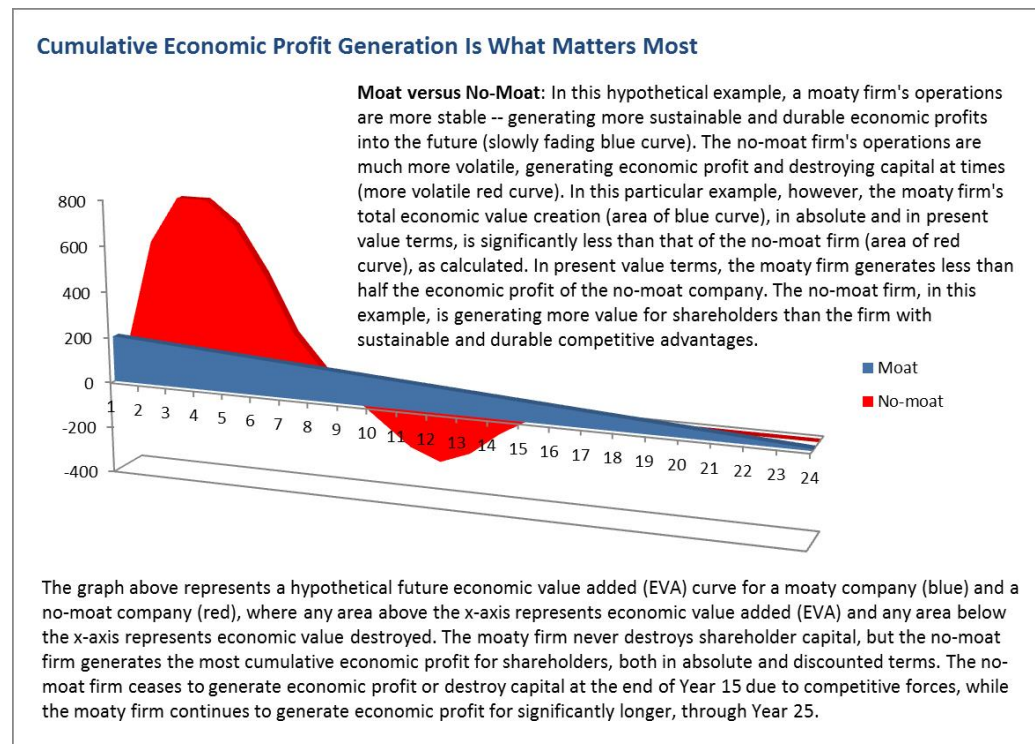 Cumulative Economic Profit Generation Is What Matters Most
Moat versus No-Moat: In this hypothetical example, a moaty firm's operations
are more stable -- generating more sustainable and durable economic profits
into the future (slowly fading blue curve). The no-moat firm's operations are
much more volatile, generating economic profit and destroying capital at times
(more volatile red curve). In this particular example, however, the moaty firm's
total economic value creation (area of blue curve), in absolute and in present
value terms, is significantly less than that of the no-moat firm (area of red
curve), as calculated. In present value terms, the moaty firm generates less than
half the economic profit of the no-moat company. The no-moat firm, in this
example, is generating more value for shareholders than the firm with
sustainable and durable competitive advantages.
800
600
400
200
0
-200
-400
1 2 3 4 5 6 7 8 9 10 11 12 13 14 15 16 17 18 19 20 21 22 23 24
Moat
No-moat
The graph above represents a hypothetical future economic value added (EVA) curve for a moaty company (blue) and a
no-moat company (red), where any area above the x-axis represents economic value added (EVA) and any area below
the x-axis represents economic value destroyed. The moaty firm never destroys shareholder capital, but the no-moat
firm generates the most cumulative economic profit for shareholders, both in absolute and discounted terms. The no-
moat firm ceases to generate economic profit or destroy capital at the end of Year 15 due to competitive forces, while
the moaty firm continues to generate economic profit for significantly longer, through Year 25.